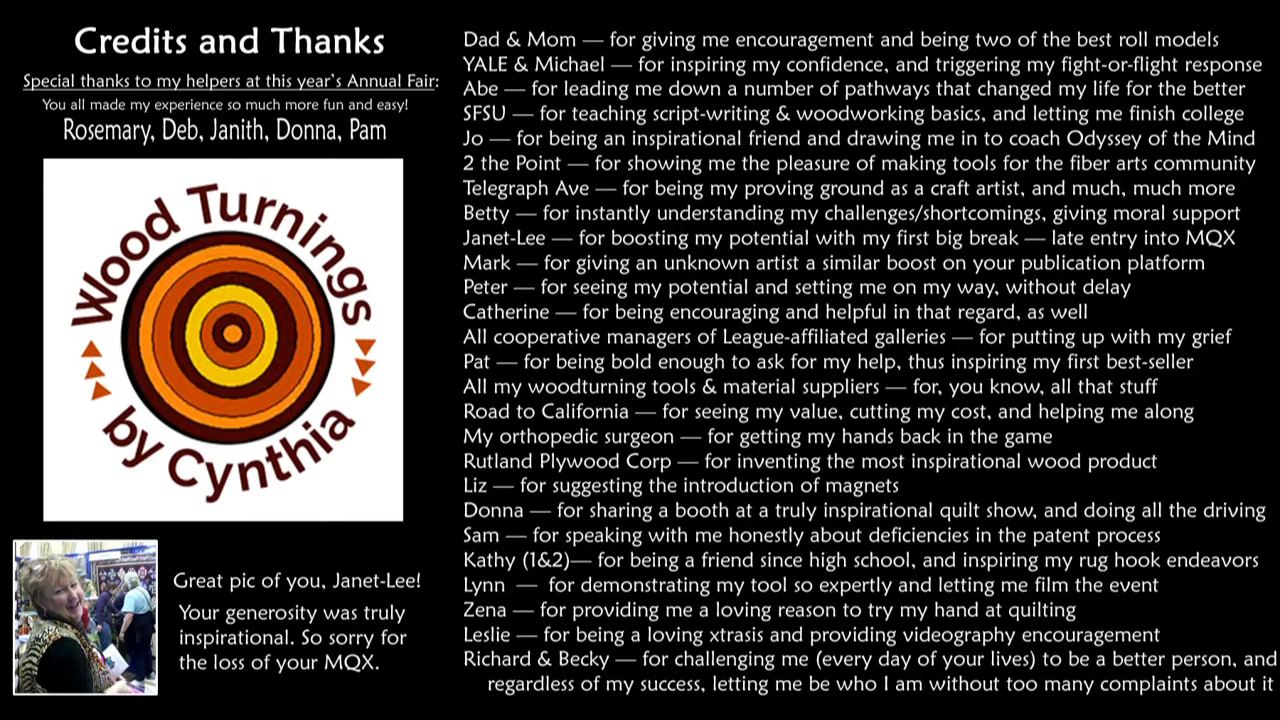 Credits and Thanks
Special thanks to my helpers at this year's Annual Fair:
You all made my experience so much more fun and easy!
Rosemary, Deb, Janith, Donna, Pam
Wood Turnings
by Cynthia
Great pic of you, Janet-Lee!
Your generosity was truly
inspirational. So sorry for
the loss of your MQX.
Dad & Mom — for giving me encouragement and being two of the best roll models
YALE & Michael — for inspiring my confidence, and triggering my fight-or-flight response
Abe — for leading me down a number of pathways that changed my life for the better
SFSU — for teaching script-writing & woodworking basics, and letting me finish college
Jo — for being an inspirational friend and drawing me in to coach Odyssey of the Mind
2 the Point — for showing me the pleasure of making tools for the fiber arts community
Telegraph Ave — for being my proving ground as a craft artist, and much, much more
Betty — for instantly understanding my challenges/shortcomings, giving moral support
Janet-Lee — for boosting my potential with my first big break — late entry into MQX
Mark — for giving an unknown artist a similar boost on your publication platform
Peter — for seeing my potential and setting me on my way, without delay
Catherine — for being encouraging and helpful in that regard, as well
All cooperative managers of League-affiliated galleries — for putting up with my grief
Pat — for being bold enough to ask for my help, thus inspiring my first best-seller
All my woodturning tools & material suppliers — for, you know, all that stuff
Road to California — for seeing my value, cutting my cost, and helping me along
My orthopedic surgeon — for getting my hands back in the game
Rutland Plywood Corp — for inventing the most inspirational wood product
Liz — for suggesting the introduction of magnets
Donna — for sharing a booth at a truly inspirational quilt show, and doing all the driving
Sam — for speaking with me honestly about deficiencies in the patent process
Kathy (1&2)— for being a friend since high school, and inspiring my rug hook endeavors
Lynn — for demonstrating my tool so expertly and letting me film the event
Zena — for providing me a loving reason to try my hand at quilting
Leslie — for being a loving xtrasis and providing videography encouragement
Richard & Becky — for challenging me (every day of your lives) to be a better person, and
regardless of my success, letting me be who I am without too many complaints about it